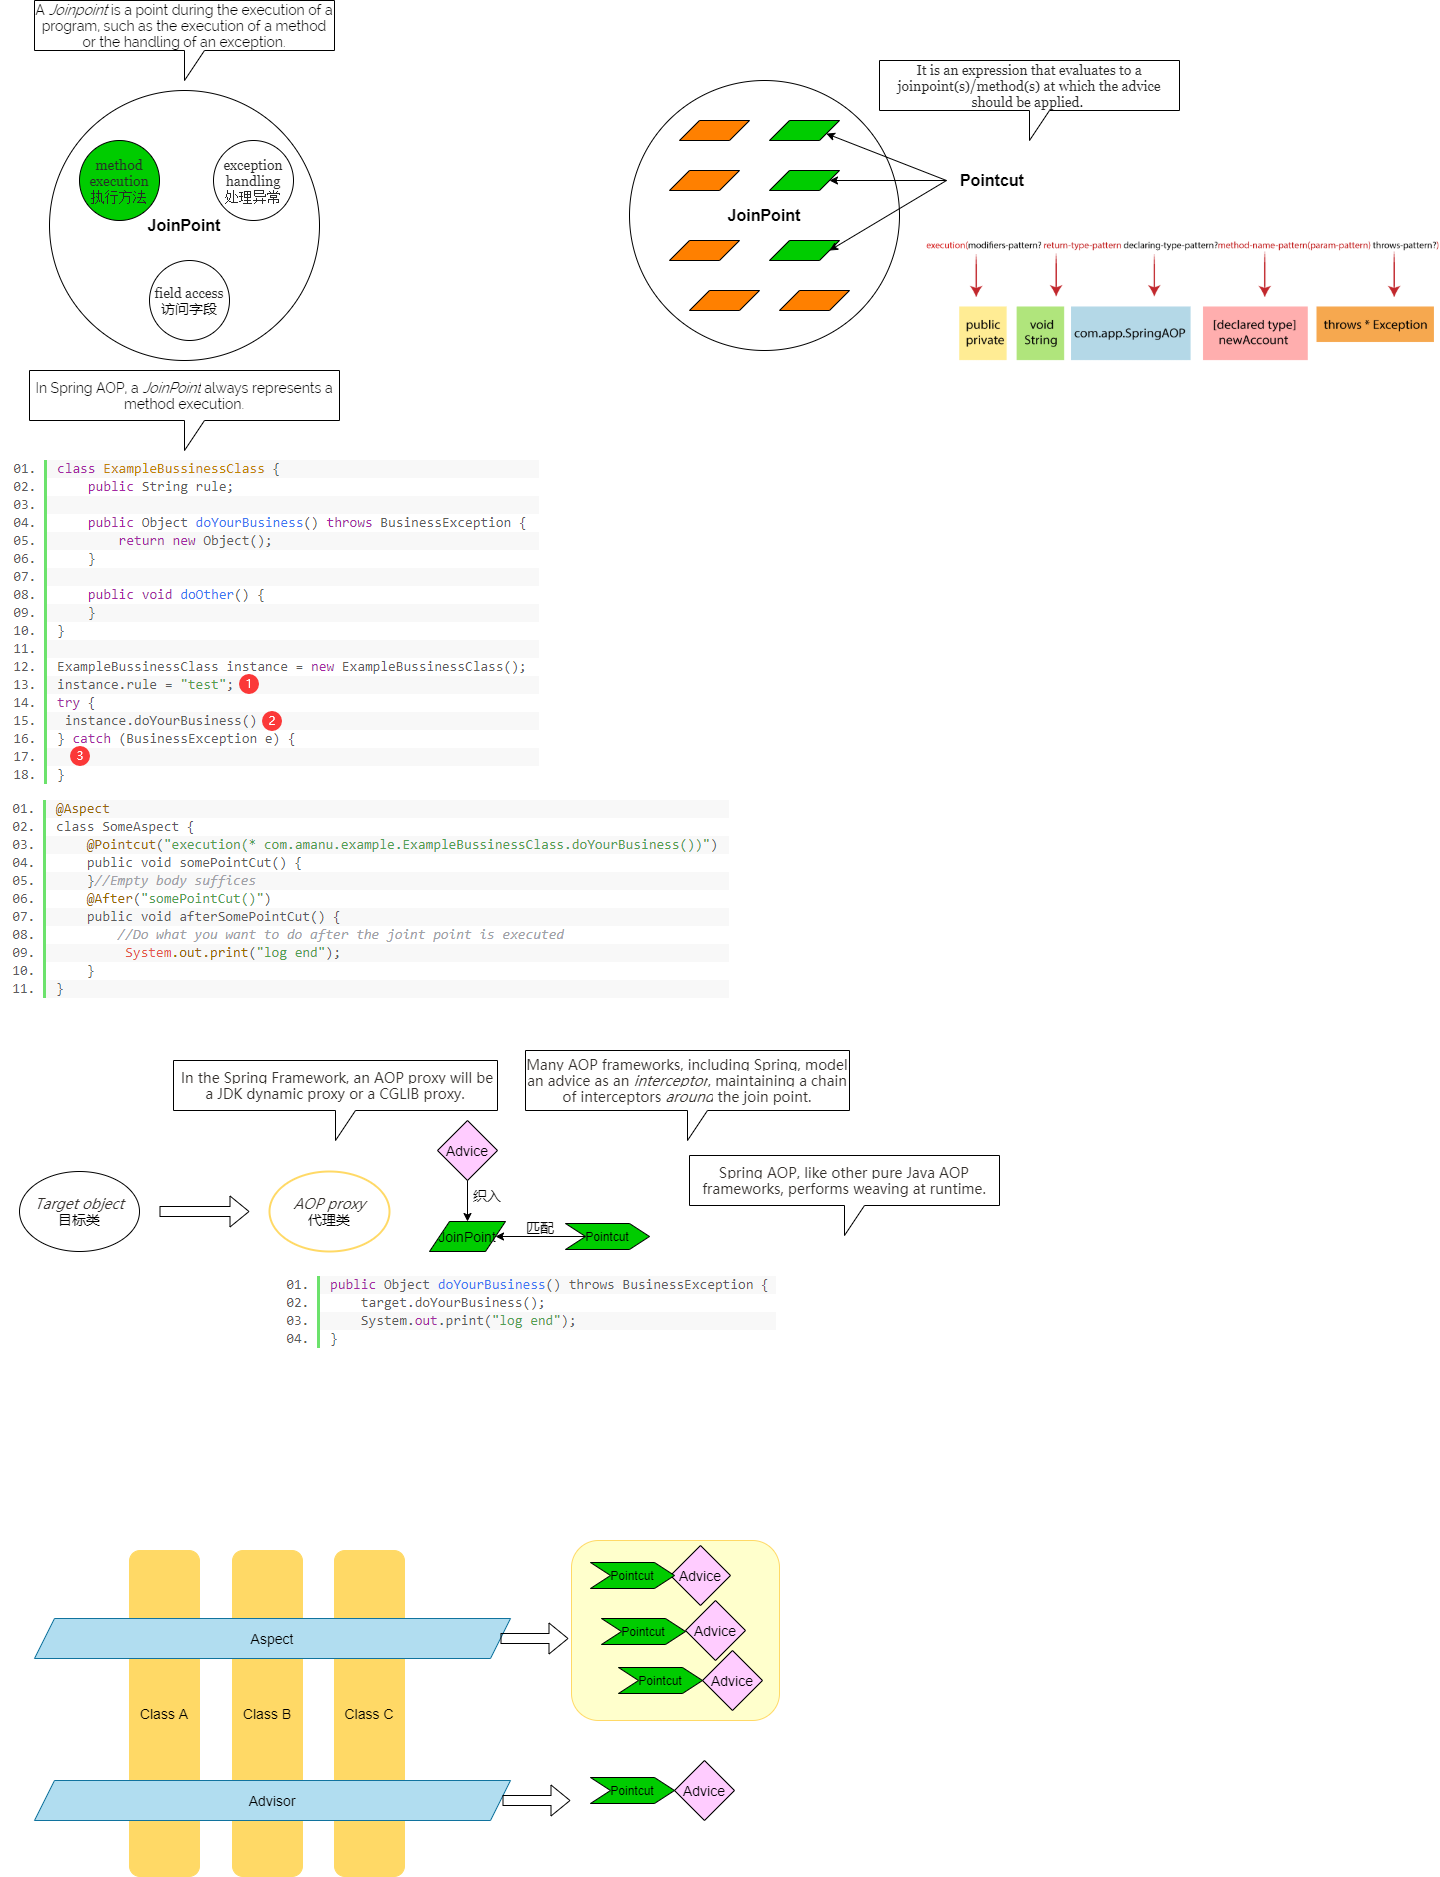 A Joinpoint is a point during the execution of a
program, such as the execution of a method
or the handling of an exception.
method
execution
执行方法
exception
handling
处理异常
JoinPoint
field access
访问字段
It is an expression that evaluates to a
joinpoint(s)/method(s) at which the advice
should be applied.
JoinPoint
Pointcut
execution(modifiers-pattern? return-type-pattern declaring-type-pattern?method-name-pattern(param-pattern) throws-pattern?)
public
private
void
String
com.app.SpringAOP
[declared type]
newAccount
throws * Exception
In Spring AOP, a JoinPoint always represents a
method execution.
01. class ExampleBussinessClass {
02. public String rule;
03.
04. public Object doYourBusiness() throws BusinessException {
05. return new Object();
06. }
07.
08. public void doOther() {
09. }
10. }
11.
12. ExampleBussinessClass instance = new ExampleBussinessClass();
13. instance.rule = "test"; 1
14. try {
15. instance.doYourBusiness() 2
16. } catch (BusinessException e) {
17. 3
18. }
01. @Aspect
02. class SomeAspect {
03. @Pointcut("execution(* com.amanu.example.ExampleBussinessClass.doYourBusiness())")
04. public void somePointCut() {
05. }//Empty body suffices
06. @After("somePointCut()")
07. public void afterSomePointCut() {
08. //Do what you want to do after the joint point is executed
09. System.out.print("log end");
10. }
11. }
In the Spring Framework, an AOP proxy will be
a JDK dynamic proxy or a CGLIB proxy.
Many AOP frameworks, including Spring, model
an advice as an interceptor, maintaining a chain
of interceptors around the join point.
Spring AOP, like other pure Java AOP
frameworks, performs weaving at runtime.
Target object
目标类
AOP proxy
代理类
Advice
织入
JoinPoint
匹配
Pointcut
01. public Object doYourBusiness() throws BusinessException {
02. target.doYourBusiness();
03. System.out.print("log end");
04. }
Pointcut
Advice
Pointcut
Advice
Pointcut
Advice
Aspect
Class A
Class B
Class C
Advisor
Pointcut
Advice